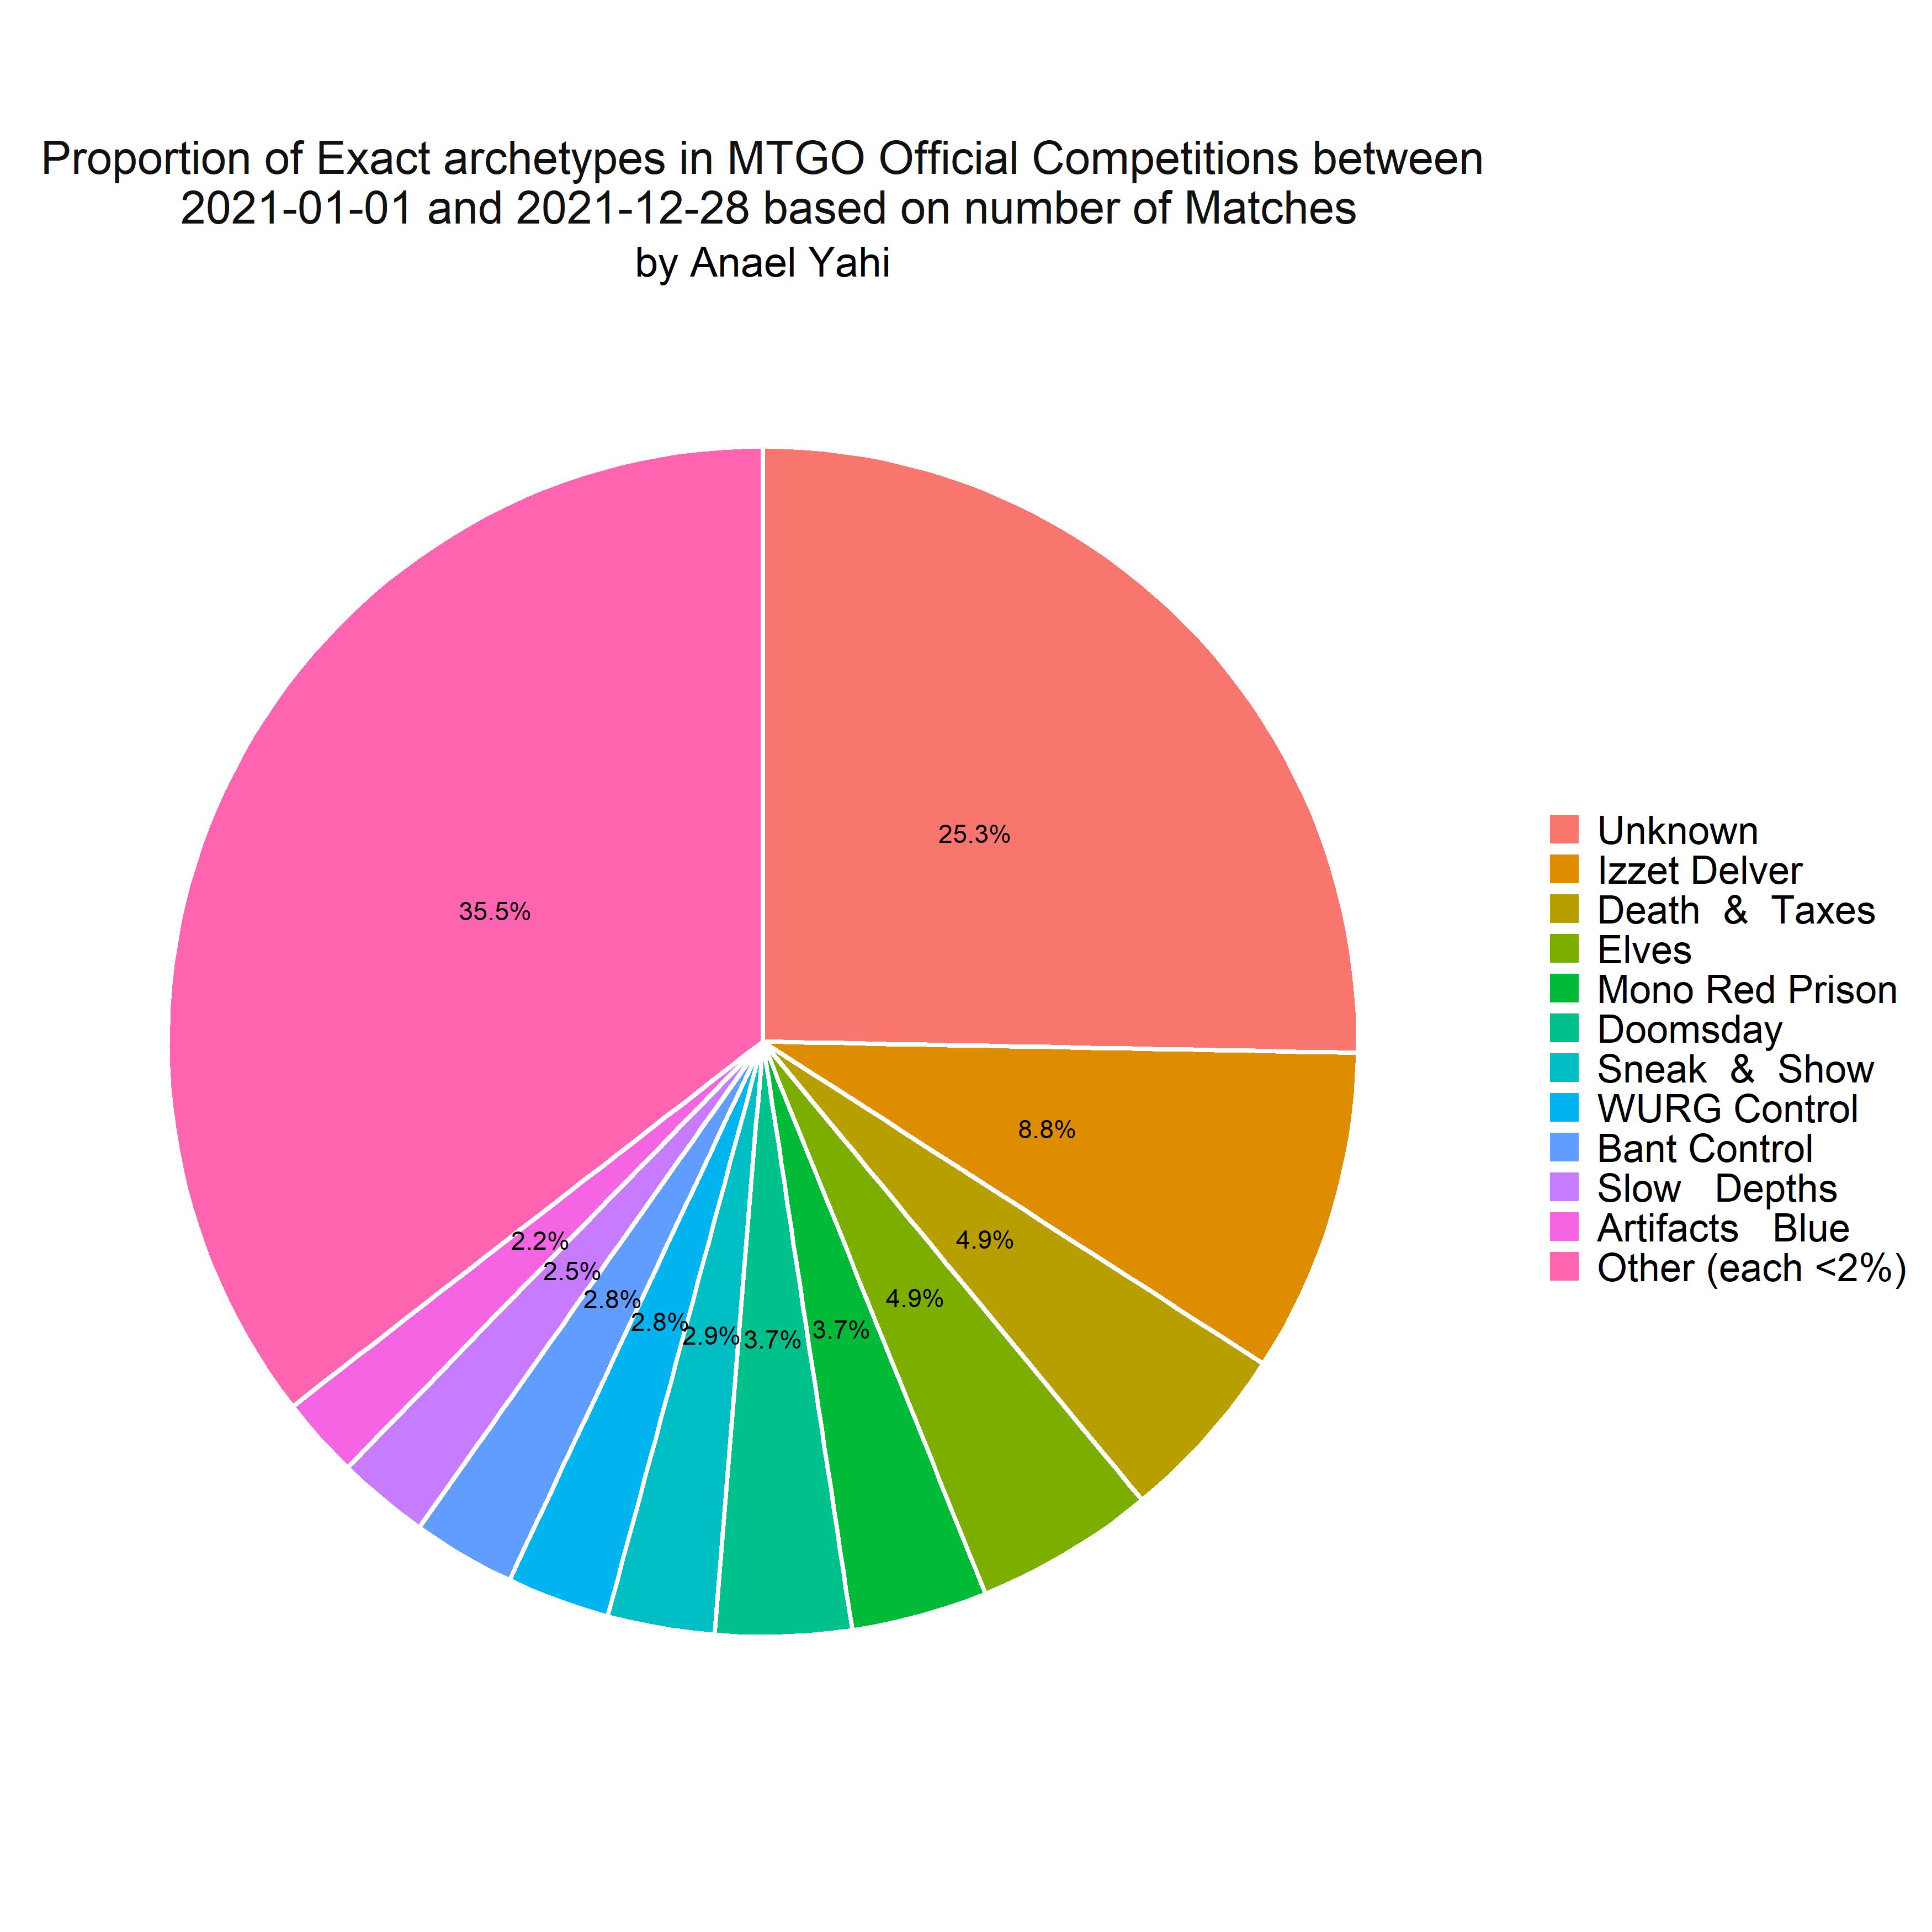 Proportion of Exact archetypes in MTGO Official Competitions between
2021-01-01 and 2021-12-28 based on number of Matches
by Anael Yahi
25.3%
35.5%
8.8%
4.9%
4.9%
3.7%
3.7%
2.9%
2.8%
2.8%
2.5%
2.2%
Unknown
Izzet Delver
Death & Taxes
Elves
Mono Red Prison
Doomsday
Sneak & Show
WURG Control
Bant Control
Slow Depths
Artifacts Blue
Other (each <2%)